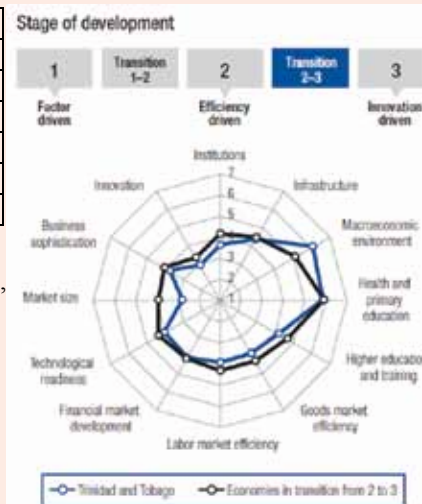 Stage of development
1
Transition
1–2
2
Transition
2–3
3
Factor
driven
Efficiency
driven
Innovation
driven
Institutions
Innovation
Infrastructure
Business
sophistication
Macroeconomic
environment
Market size
Health and
primary
education
Technological
readiness
Higher education
and training
Financial market
development
Goods market
efficiency
Labor market efficiency
7
6
5
4
3
2
1
Trinidad and Tobago
Economies in transition from 2 to 3
,